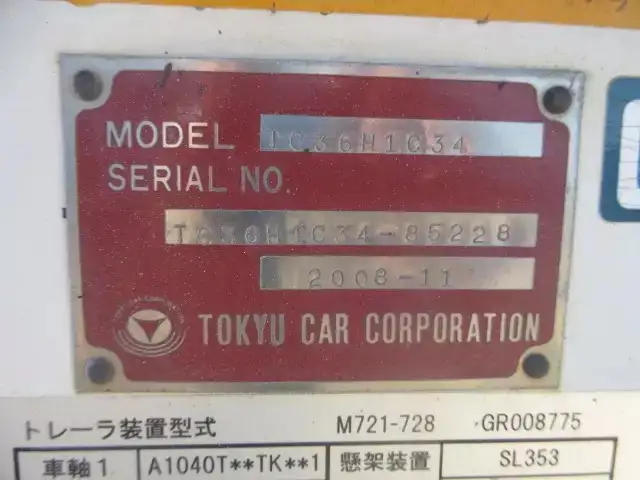 MODEL TC36H1C34
SERIAL NO.
TC36H1C34-85228
2008-11
TOKYU CAR CORPORATION
トレーラ装置型式 M721-728 GR008775
車軸1 A1040T**TK**1 懸架装置 SL353